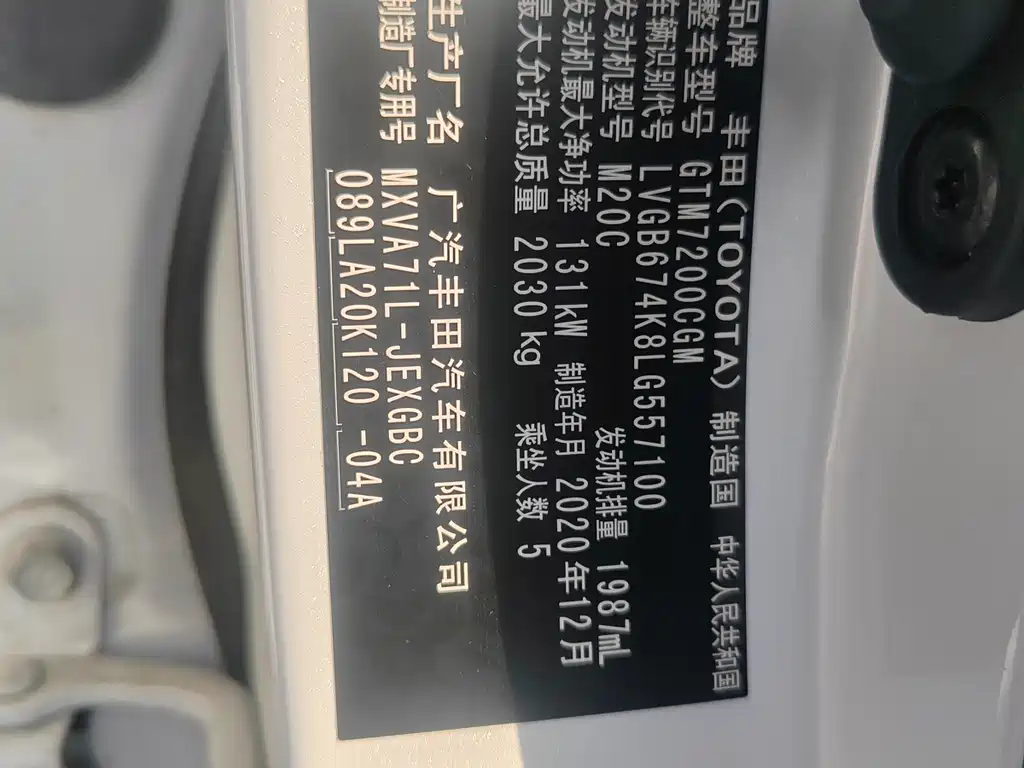 品牌 丰田(TOYOTA) 制造国 中华人民共和国
整车型号 GTM7200CGM
车辆识别代号 LVGB674K8LG557100
发动机型号 M20C 发动机排量 1987mL
发动机最大净功率 131kW 制造年月 2020年12月
最大允许总质量 2030kg 乘坐人数 5
生产厂名 广汽丰田汽车有限公司
制造厂专用号 MXVA71L-JEXGBC
089LA20K120 -04A